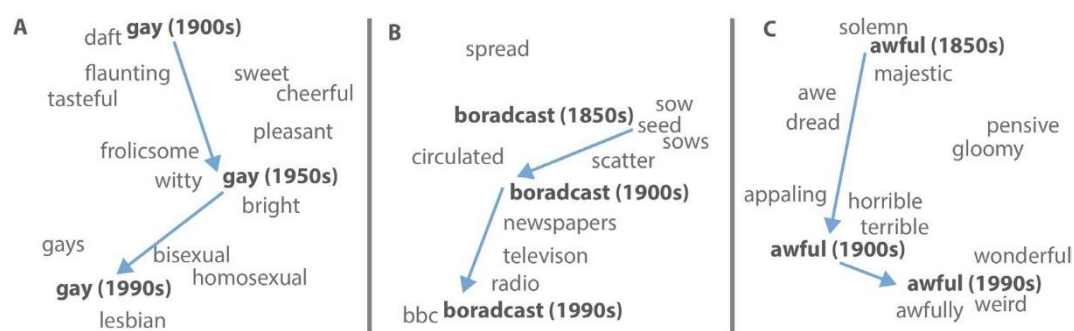 A
gay (1900s)
daft
flaunting
sweet
tasteful
cheerful
pleasant
frolicsome
witty
gay (1950s)
bright
gays
bisexual
homosexual
gay (1990s)
lesbian
B
spread
boradcast (1850s)
sow
seed
sows
circulated
scatter
boradcast (1900s)
newspapers
televison
radio
bbc
boradcast (1990s)
C
solemn
awful (1850s)
majestic
awe
dread
pensive
gloomy
appaling
horrible
terrible
awful (1900s)
wonderful
awful (1990s)
awfully
weird